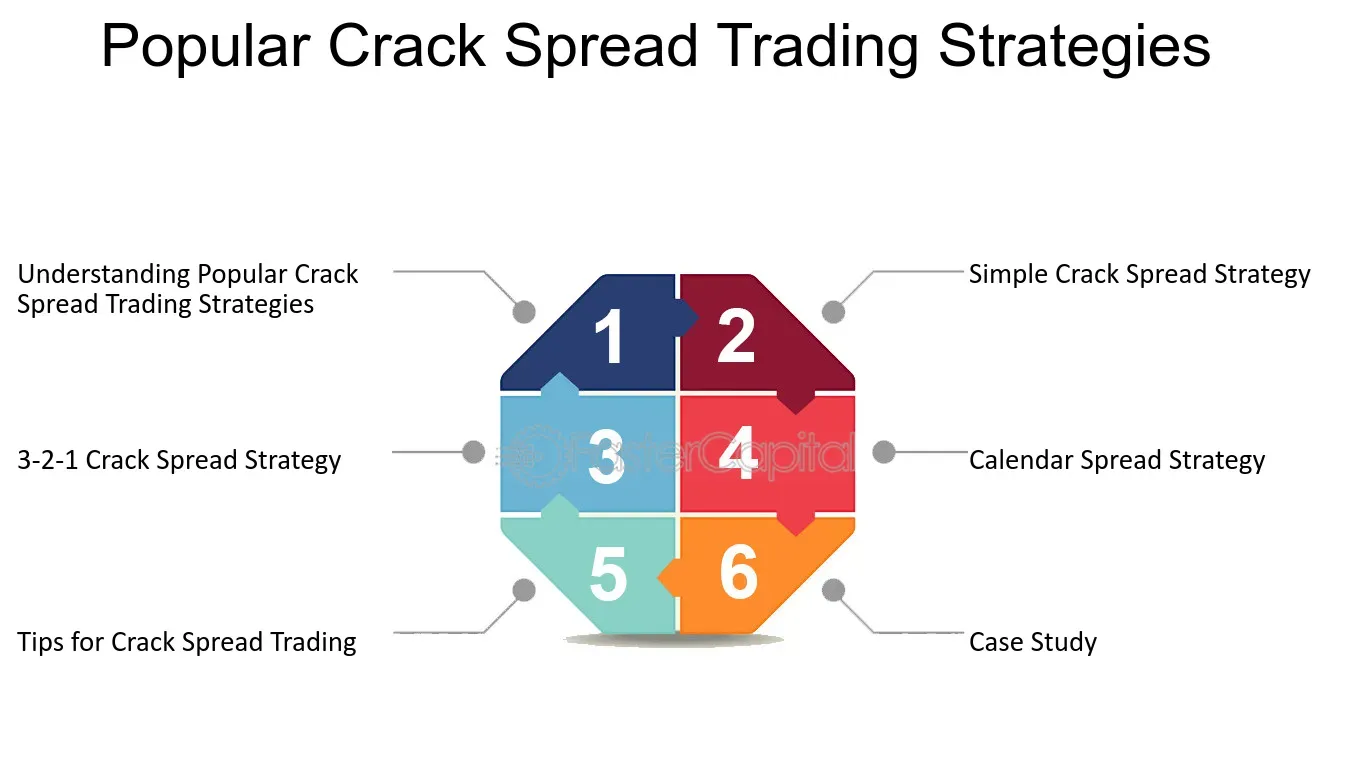 Popular Crack Spread Trading Strategies
Understanding Popular Crack
Spread Trading Strategies
1
2
Simple Crack Spread Strategy
3-2-1 Crack Spread Strategy
3
4
Calendar Spread Strategy
FasterCapital
Tips for Crack Spread Trading
5
6
Case Study